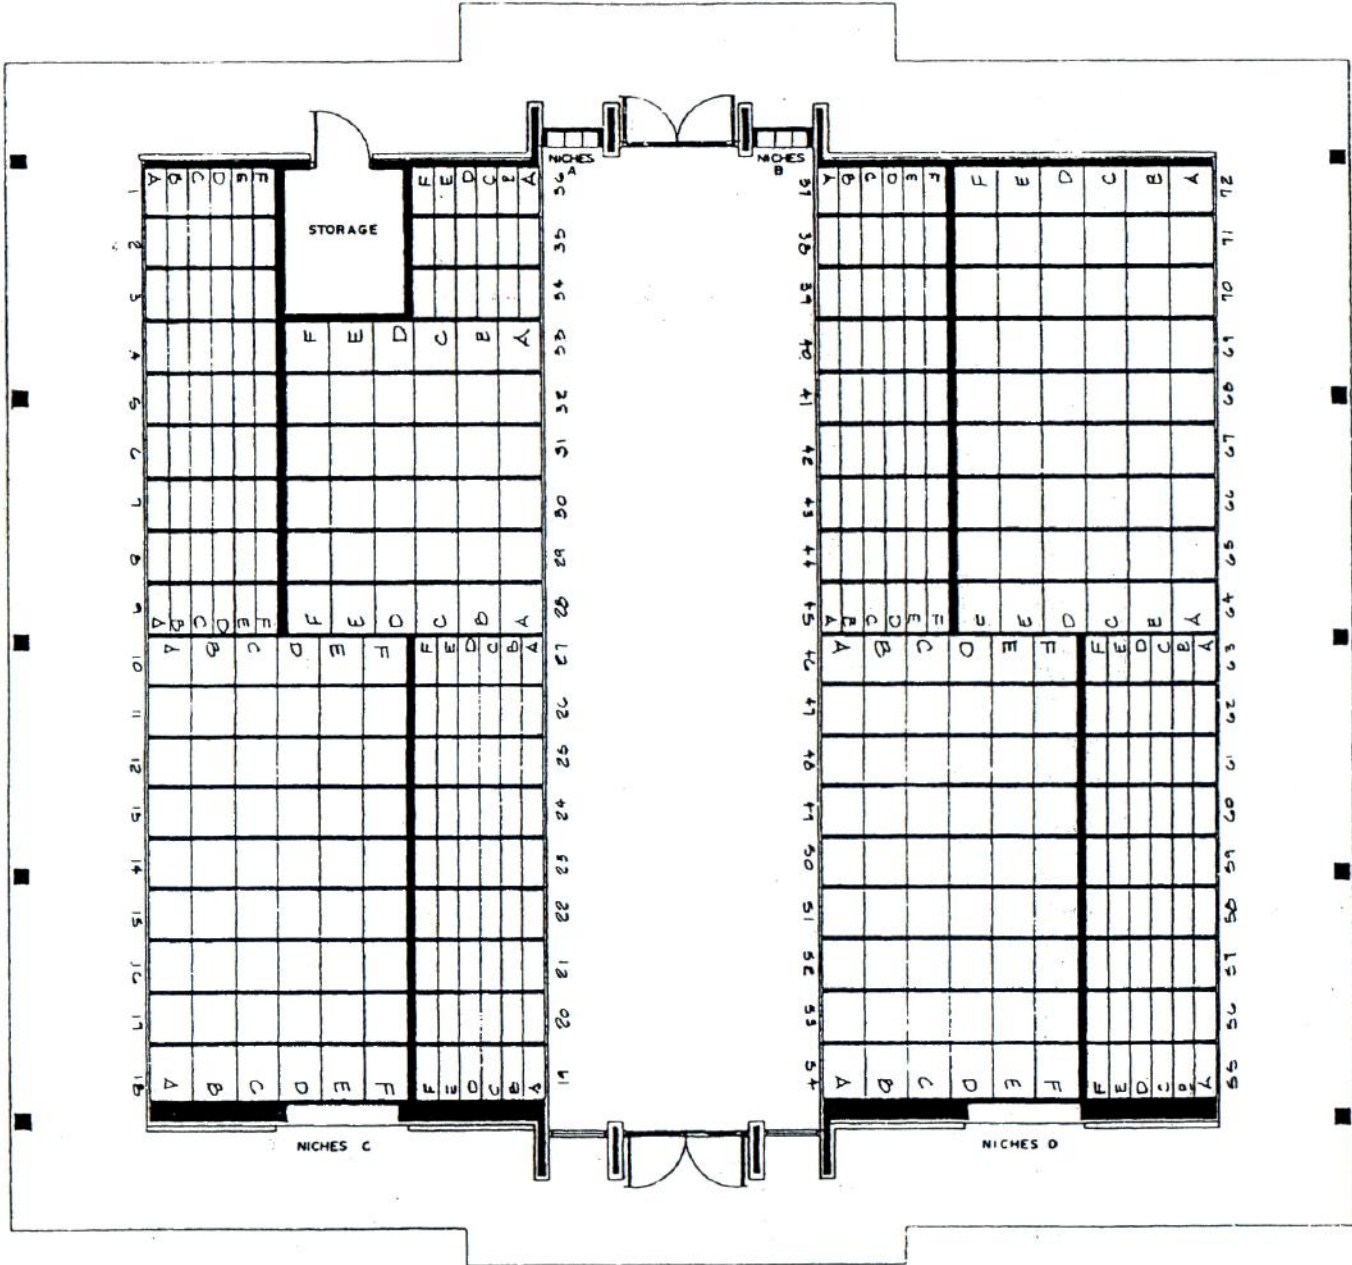 NICHES A
NICHES B
1 A B C D E F F E D C B A 36 37 A B C D E F F E D C B A 72
STORAGE
2 35 38 71
3 34 39 70
4 F E D C B A 33 40 69
5 32 41 68
6 31 42 67
7 30 43 66
8 29 44 65
9 A B C D E F F E D C B A 28 45 A B C D E F F E D C B A 64
10 A B C D E F F E D C B A 27 46 A B C D E F F E D C B A 63
11 26 47 62
12 25 48 61
13 24 49 60
14 23 50 59
15 22 51 58
16 21 52 57
17 20 53 56
18 A B C D E F F E D C B A 19 54 A B C D E F F E D C B A 55
NICHES C
NICHES D